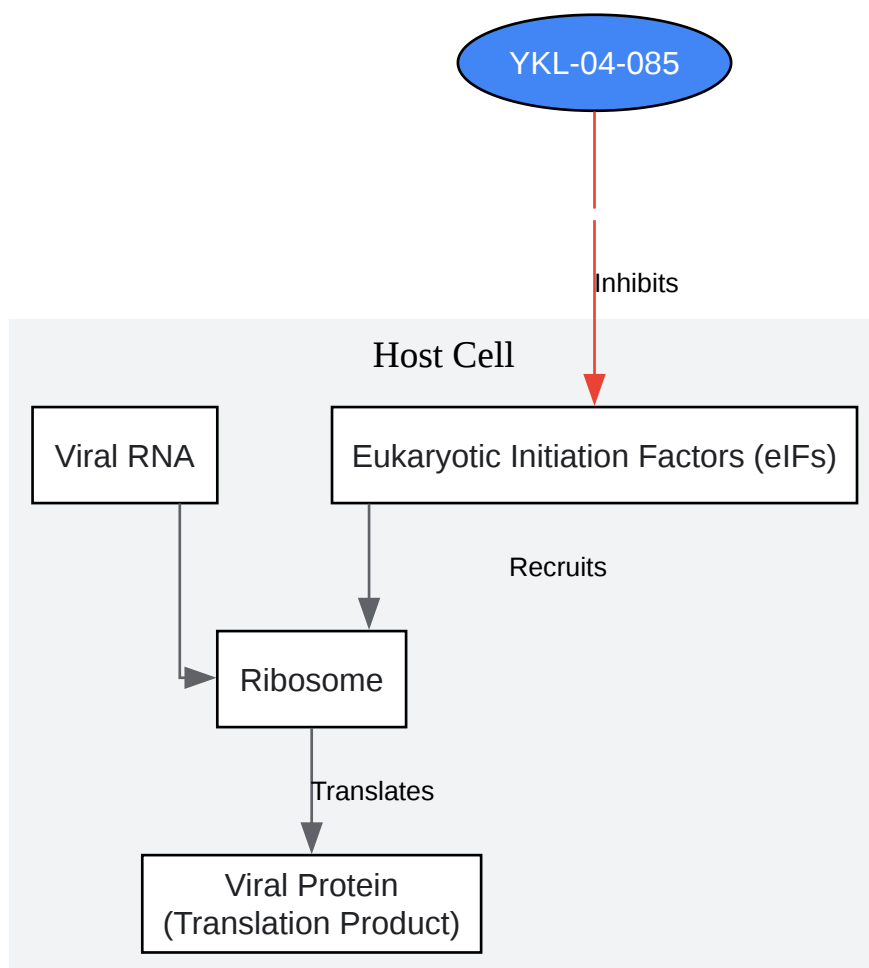 YKL-04-085
Inhibits
Host Cell
Viral RNA
Eukaryotic Initiation Factors (eIFs)
Recruits
Ribosome
Translates
Viral Protein
(Translation Product)